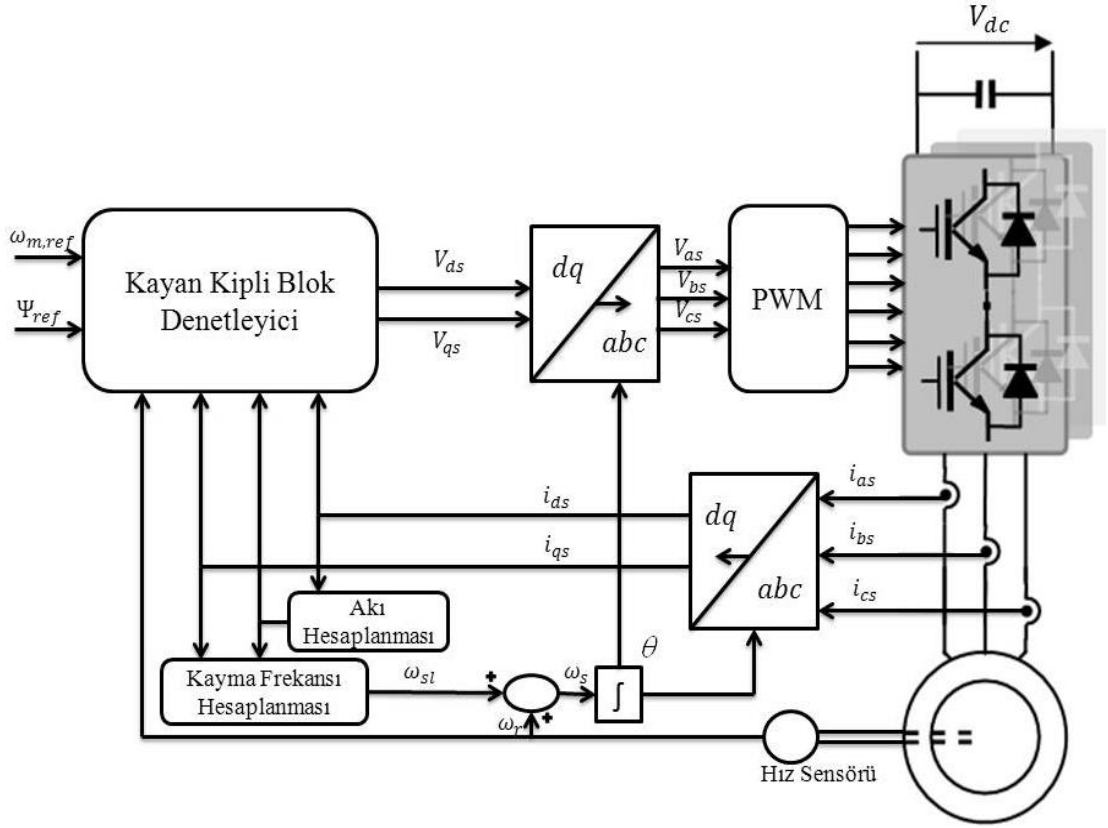 V_dc
ω_m,ref
Ψ_ref
Kayan Kipli Blok
Denetleyici
V_ds
V_qs
dq
abc
V_as
V_bs
V_cs
PWM
i_as
i_bs
i_cs
dq
abc
i_ds
i_qs
Akı
Hesaplanması
Kayma Frekansı
Hesaplanması
ω_sl
+
+
ω_r
ω_s
∫
θ
Hız Sensörü